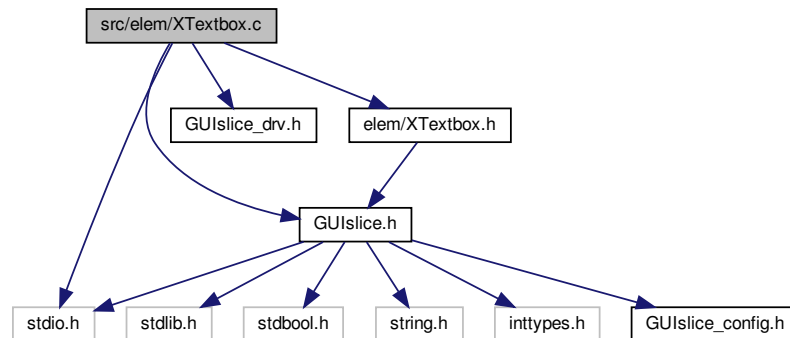 src/elem/XTextbox.c
GUIslice_drv.h
elem/XTextbox.h
GUIslice.h
stdio.h
stdlib.h
stdbool.h
string.h
inttypes.h
GUIslice_config.h